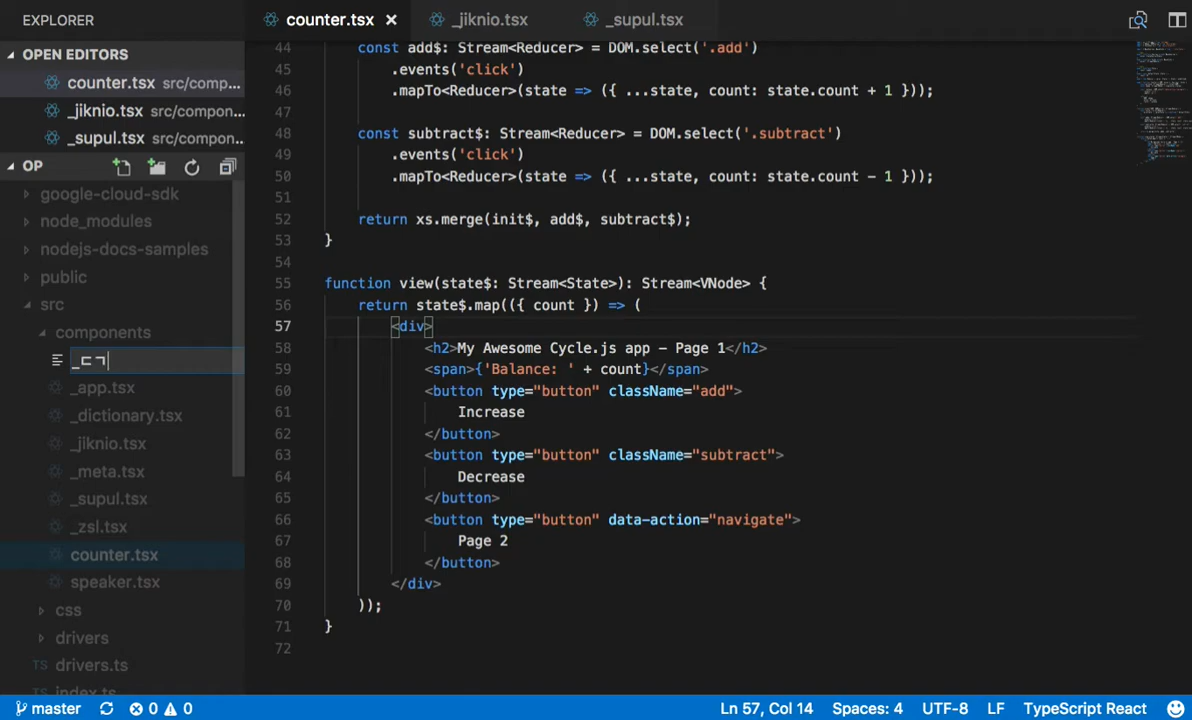 EXPLORER
counter.tsx
_jiknio.tsx
_supul.tsx
OPEN EDITORS
counter.tsx src/comp...
_jiknio.tsx src/compon...
_supul.tsx src/compon...
OP
google-cloud-sdk
node_modules
nodejs-docs-samples
public
src
components
_ㄷㄱ
_app.tsx
_dictionary.tsx
_jiknio.tsx
_meta.tsx
_supul.tsx
_zsl.tsx
counter.tsx
speaker.tsx
css
drivers
TS drivers.ts
TS index.ts
44 const add$: Stream<Reducer> = DOM.select('.add')
45 .events('click')
46 .mapTo<Reducer>(state => ({ ...state, count: state.count + 1 }));
47
48 const subtract$: Stream<Reducer> = DOM.select('.subtract')
49 .events('click')
50 .mapTo<Reducer>(state => ({ ...state, count: state.count - 1 }));
51
52 return xs.merge(init$, add$, subtract$);
53 }
54
55 function view(state$: Stream<State>): Stream<VNode> {
56 return state$.map(({ count }) => (
57 <div>
58 <h2>My Awesome Cycle.js app - Page 1</h2>
59 <span>{'Balance: ' + count}</span>
60 <button type="button" className="add">
61 Increase
62 </button>
63 <button type="button" className="subtract">
64 Decrease
65 </button>
66 <button type="button" data-action="navigate">
67 Page 2
68 </button>
69 </div>
70 ));
71 }
72
master
0 0
Ln 57, Col 14
Spaces: 4
UTF-8
LF
TypeScript React